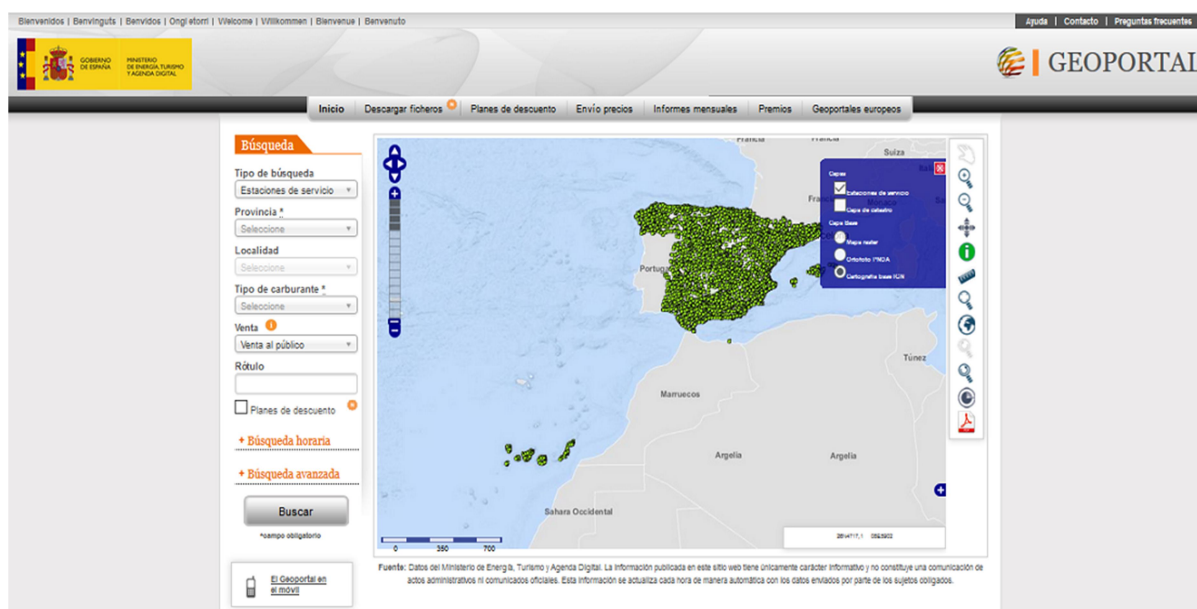 Bienvenidos | Benvinguts | Benvidos | Ongi etorri | Welcome | Willkommen | Bienvenue | Benvenuto
Ayuda | Contacto | Preguntas frecuentes
GOBIERNO DE ESPAÑA
MINISTERIO DE ENERGÍA, TURISMO Y AGENDA DIGITAL
GEOPORTAL
Inicio Descargar ficheros Planes de descuento Envío precios Informes mensuales Premios Geoportales europeos
Búsqueda
Tipo de búsqueda
Estaciones de servicio
Provincia *
Seleccione
Localidad
Seleccione
Tipo de carburante *
Seleccione
Venta
Venta al público
Rótulo
Planes de descuento
+ Búsqueda horaria
+ Búsqueda avanzada
Buscar
*campo obligatorio
El Geoportal en
el móvil
Francia Francia
Suiza
Capas
Estaciones de servicio
Capa de catastro
Capa Base
Mapa raster
Ortofoto PNOA
Cartografía base IGN
Portugal
Túnez
Marruecos
Argelia Argelia
Sahara Occidental
0 350 700
Fuente: Datos del Ministerio de Energía, Turismo y Agenda Digital. La información publicada en este sitio web tiene únicamente carácter informativo y no constituye una comunicación de
actos administrativos ni comunicados oficiales. Esta información se actualiza cada hora de manera automática con los datos enviados por parte de los sujetos obligados.